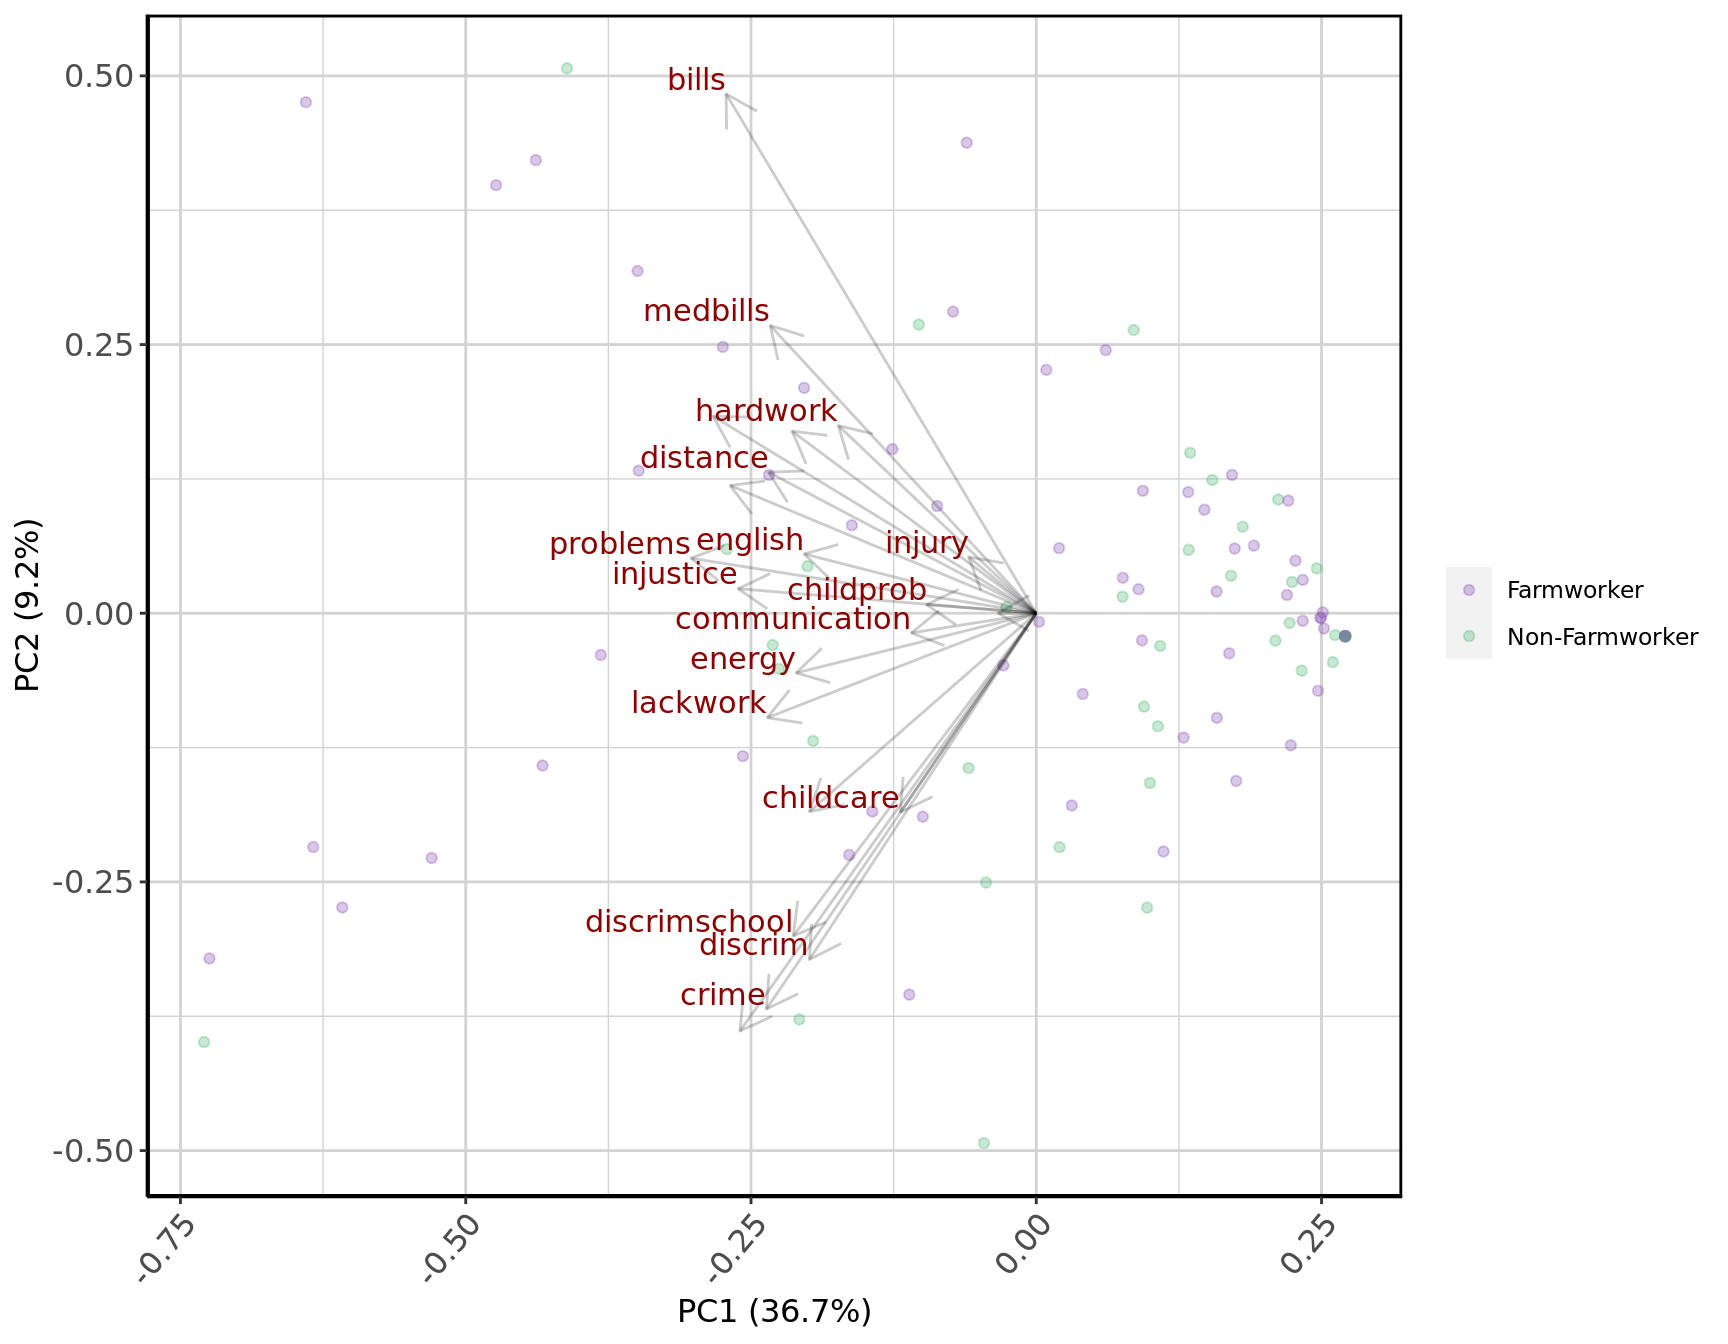 0.50
0.25
0.00
-0.25
-0.50
PC2 (9.2%)
bills
medbills
hardwork
distance
problems
english
injury
injustice
childprob
communication
energy
lackwork
childcare
discrimschool
discrim
crime
-0.75
-0.50
-0.25
0.00
0.25
PC1 (36.7%)
Farmworker
Non-Farmworker